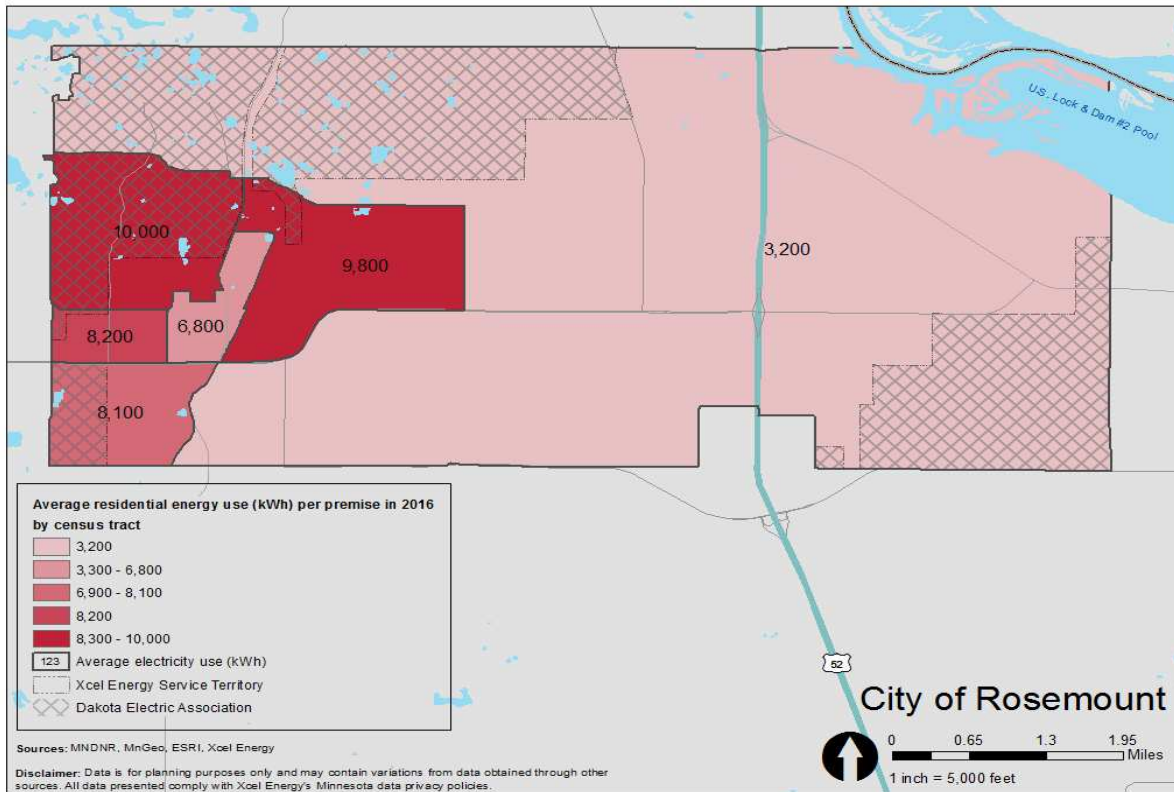 U.S. Lock & Dam #2 Pool
10,000
9,800
3,200
6,800
8,200
8,100
Average residential energy use (kWh) per premise in 2016
by census tract
3,200
3,300 - 6,800
6,900 - 8,100
8,200
8,300 - 10,000
123 Average electricity use (kWh)
Xcel Energy Service Territory
Dakota Electric Association
52
City of Rosemount
0 0.65 1.3 1.95
Miles
1 inch = 5,000 feet
Sources: MNDNR, MnGeo, ESRI, Xcel Energy
Disclaimer: Data is for planning purposes only and may contain variations from data obtained through other
sources. All data presented comply with Xcel Energy's Minnesota data privacy policies.